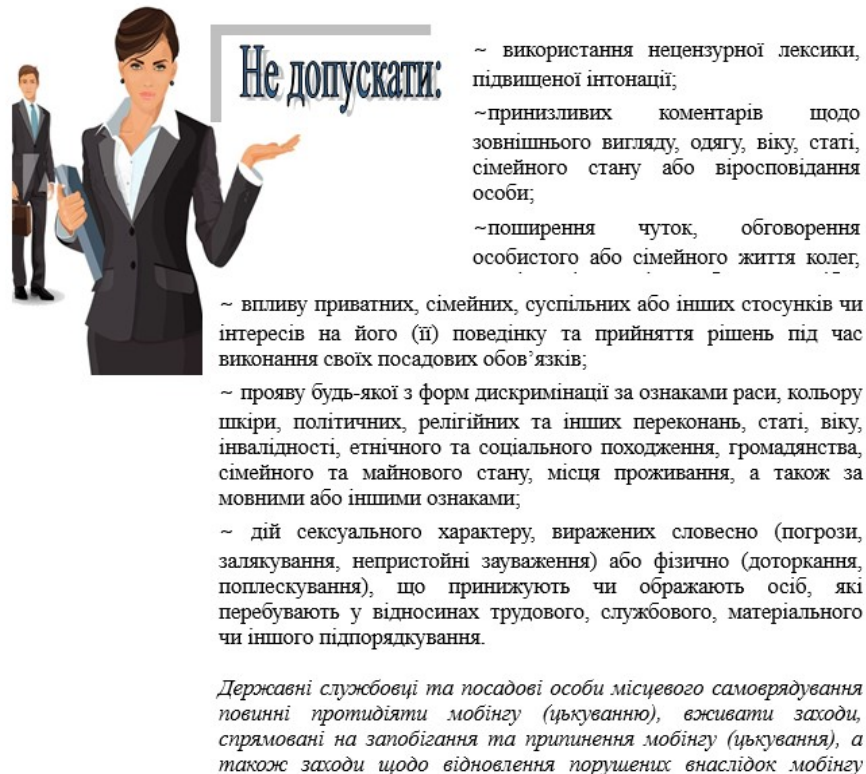 Не допускати:
~ використання нецензурної лексики,
підвищеної інтонації;
~принизливих коментарів щодо
зовнішнього вигляду, одягу, віку, статі,
сімейного стану або віросповідання
особи;
~поширення чуток, обговорення
особистого або сімейного життя колег,
~ впливу приватних, сімейних, суспільних або інших стосунків чи
інтересів на його (її) поведінку та прийняття рішень під час
виконання своїх посадових обов’язків;
~ прояву будь-якої з форм дискримінації за ознаками раси, кольору
шкіри, політичних, релігійних та інших переконань, статі, віку,
інвалідності, етнічного та соціального походження, громадянства,
сімейного та майнового стану, місця проживання, а також за
мовними або іншими ознаками;
~ дій сексуального характеру, виражених словесно (погрози,
залякування, непристойні зауваження) або фізично (доторкання,
поплескування), що принижують чи ображають осіб, які
перебувають у відносинах трудового, службового, матеріального
чи іншого підпорядкування.
Державні службовці та посадові особи місцевого самоврядування
повинні протидіяти мобінгу (цькуванню), вживати заходи,
спрямовані на запобігання та припинення мобінгу (цькування), а
також заходи щодо відновлення порушених внаслідок мобінгу